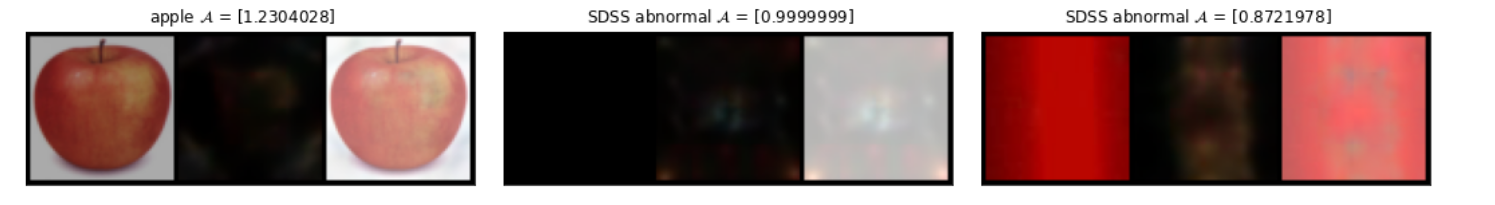 apple 𝒜 = [1.2304028]
SDSS abnormal 𝒜 = [0.9999999]
SDSS abnormal 𝒜 = [0.8721978]